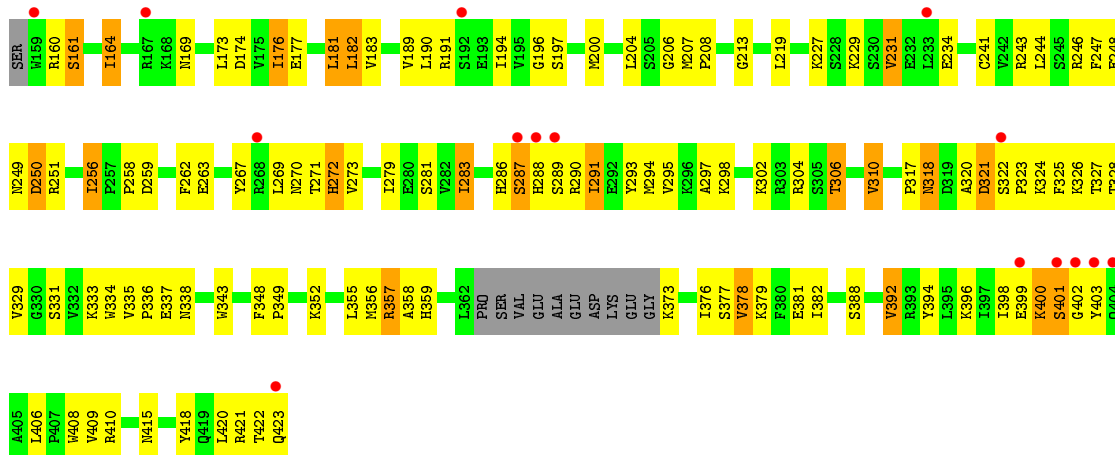 SER W159 R160 S161 I164 R167 K168 N169 L173 D174 V175 I176 E177 L181 L182 V183 V189 L190 R191 S192 E193 I194 V195 G196 S197 M200 L204 S205 G206 M207 P208 G213 L219 K227 S228 K229 S230 V231 E232 L233 E234 C241 V242 R243 L244 S245 R246 F247
N249 D250 R251 I256 P257 P258 D259 F262 E263 Y267 R268 L269 N270 T271 H272 V273 I279 E280 S281 V282 I283 H286 S287 H288 S289 R290 I291 E292 Y293 M294 V295 K296 A297 K298 K302 R303 R304 S305 T306 V310 P317 N318 D319 A320 D321 S322 P323 K324 F325 K326 T327
V329 G330 S331 V332 K333 W334 V335 P336 E337 N338 W343 F348 P349 K352 L355 M356 R357 A358 H359 L362 PRO SER VAL GLU ALA GLU ASP LYS GLU GLY K373 I376 S377 V378 K379 F380 E381 I382 S388 V392 R393 Y394 L395 K396 I397 I398 E399 K400 S401 G402 Y403
A405 L406 P407 W408 V409 R410 N415 Y418 Q419 L420 R421 T422 Q423